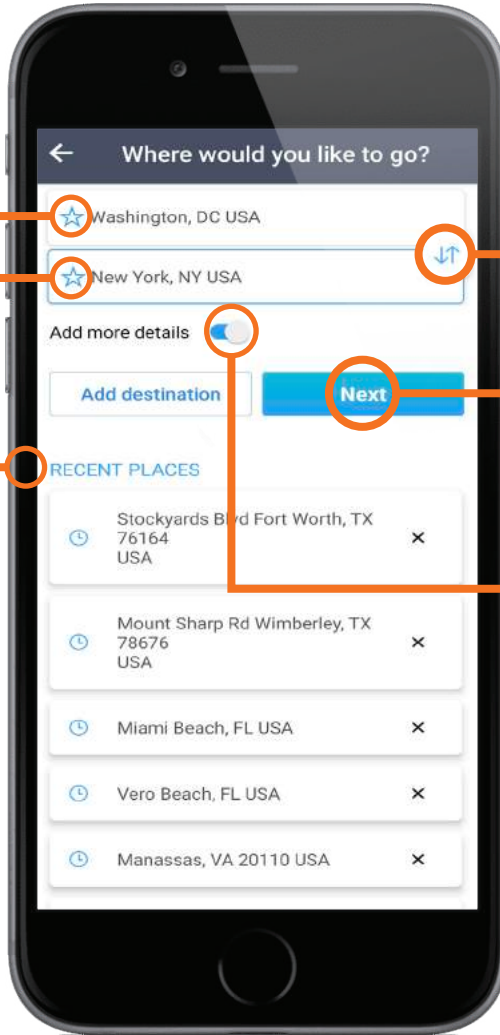 Where would you like to go?
Washington, DC USA
New York, NY USA
Add more details
Add destination
Next
RECENT PLACES
Stockyards Blvd Fort Worth, TX
76164
USA
Mount Sharp Rd Wimberley, TX
78676
USA
Miami Beach, FL USA
Vero Beach, FL USA
Manassas, VA 20110 USA